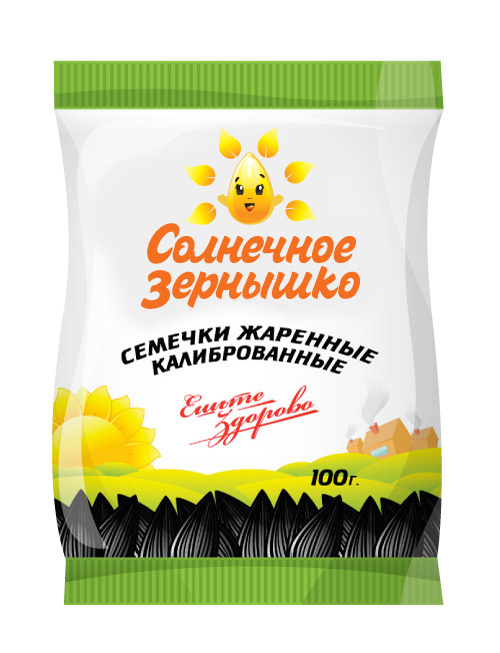 Солнечное
Зернышко
СЕМЕЧКИ ЖАРЕННЫЕ
КАЛИБРОВАННЫЕ
Ешьте
Здорово
100г.